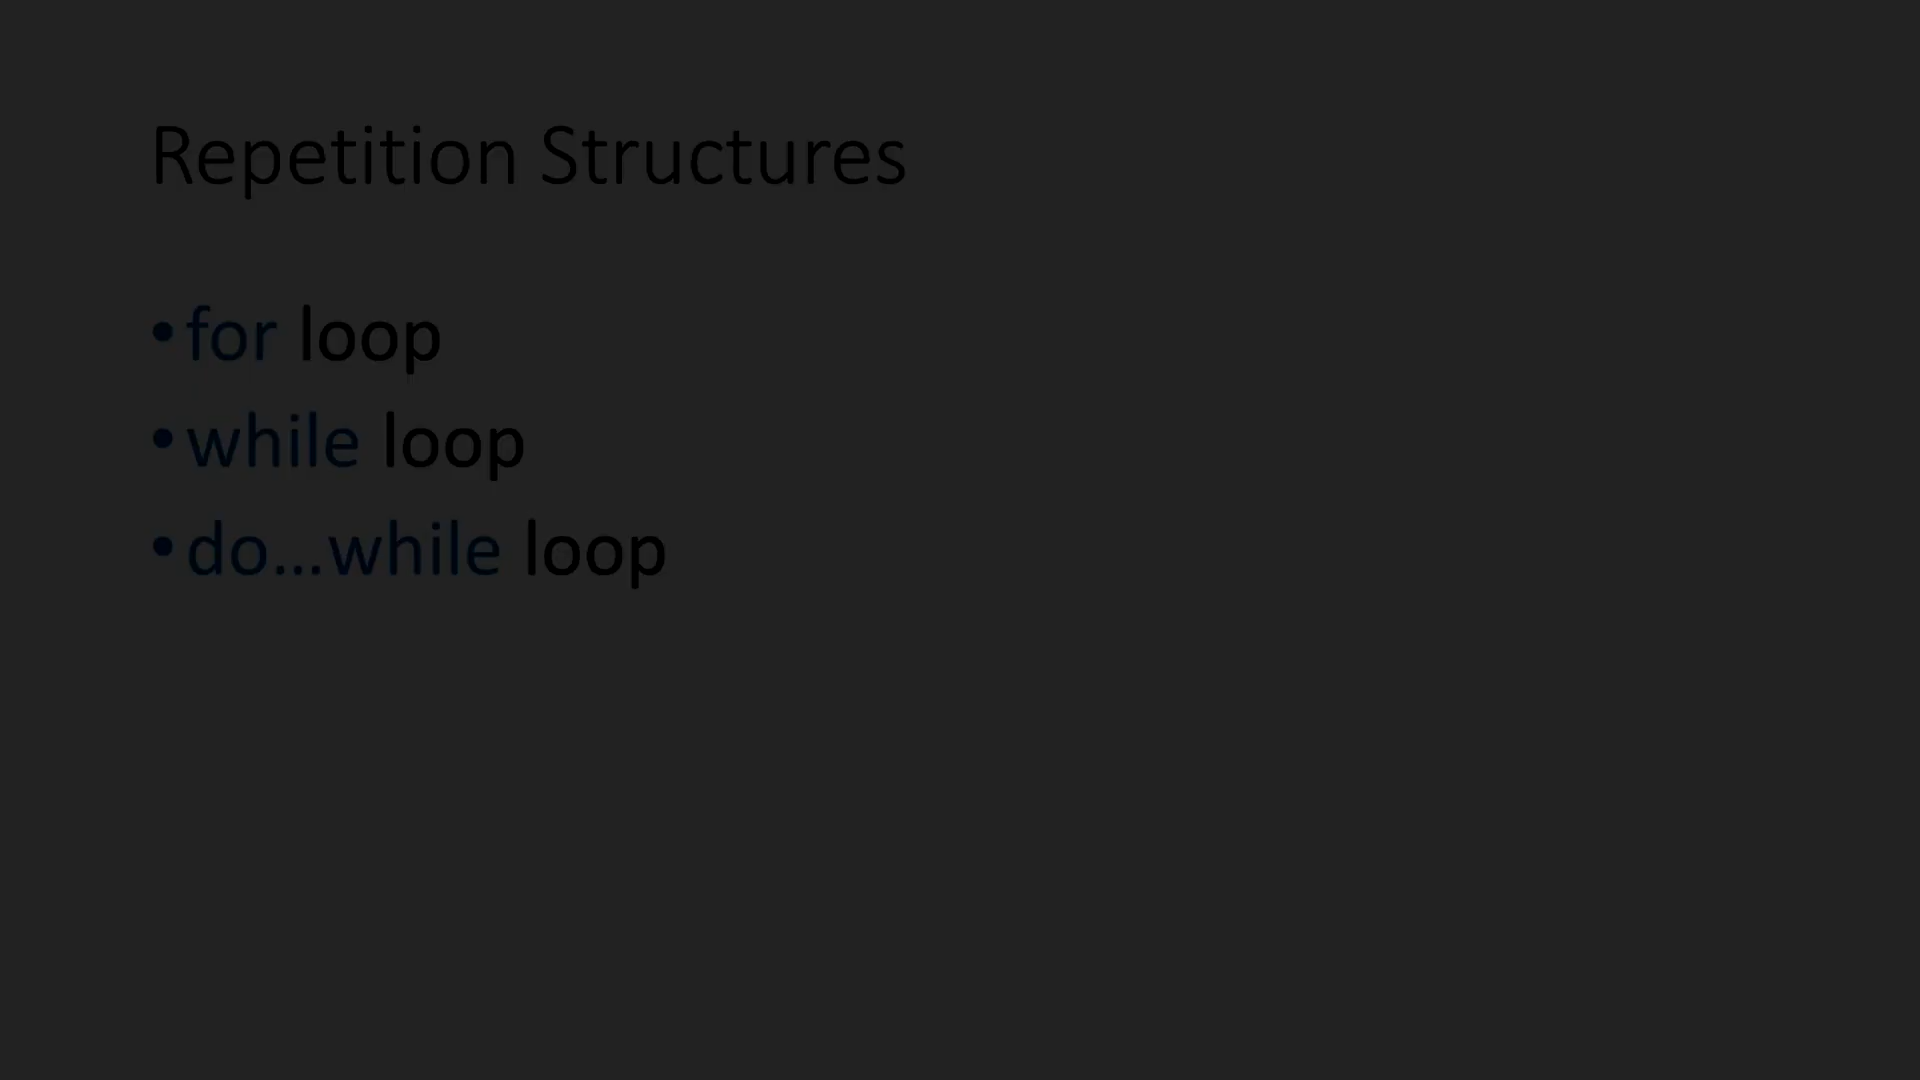 Repetition Structures
• for loop
• while loop
• do...while loop